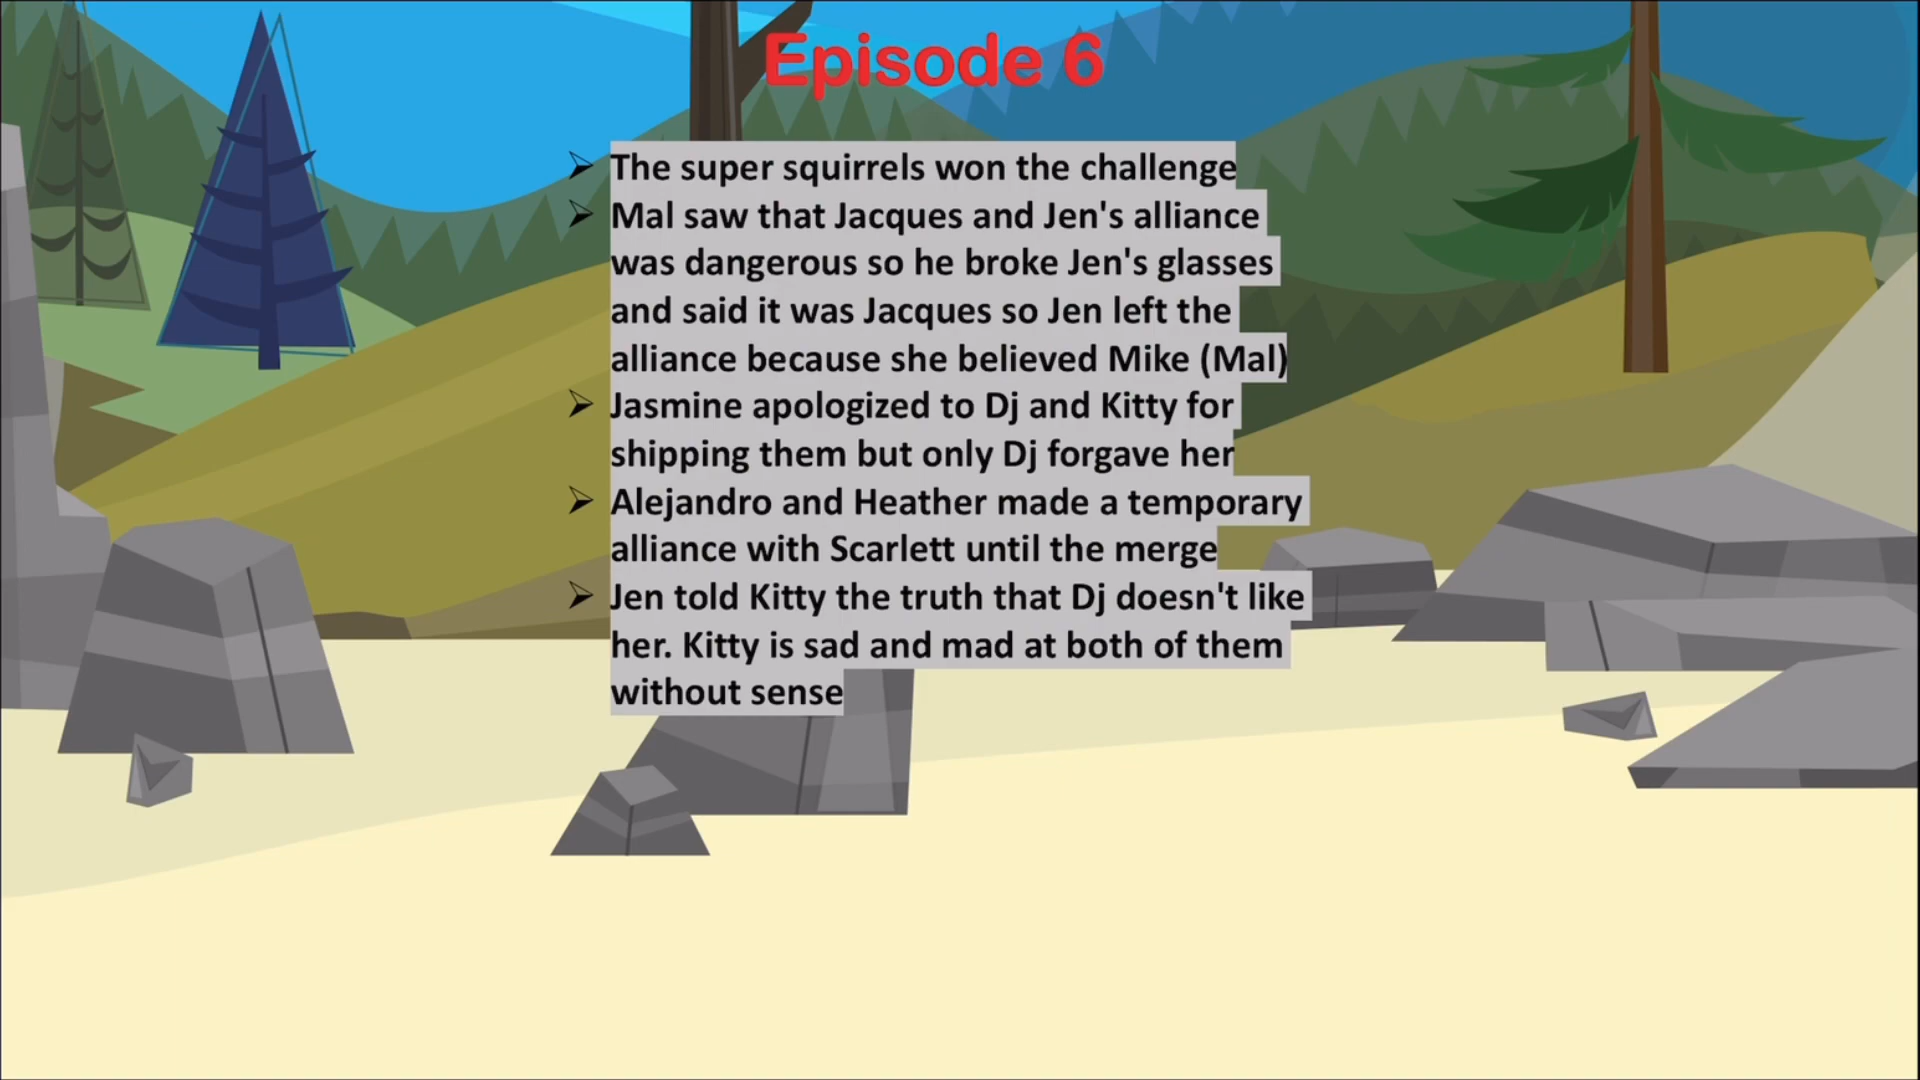 Episode 6
➢ The super squirrels won the challenge
➢ Mal saw that Jacques and Jen's alliance
was dangerous so he broke Jen's glasses
and said it was Jacques so Jen left the
alliance because she believed Mike (Mal)
➢ Jasmine apologized to Dj and Kitty for
shipping them but only Dj forgave her
➢ Alejandro and Heather made a temporary
alliance with Scarlett until the merge
➢ Jen told Kitty the truth that Dj doesn't like
her. Kitty is sad and mad at both of them
without sense